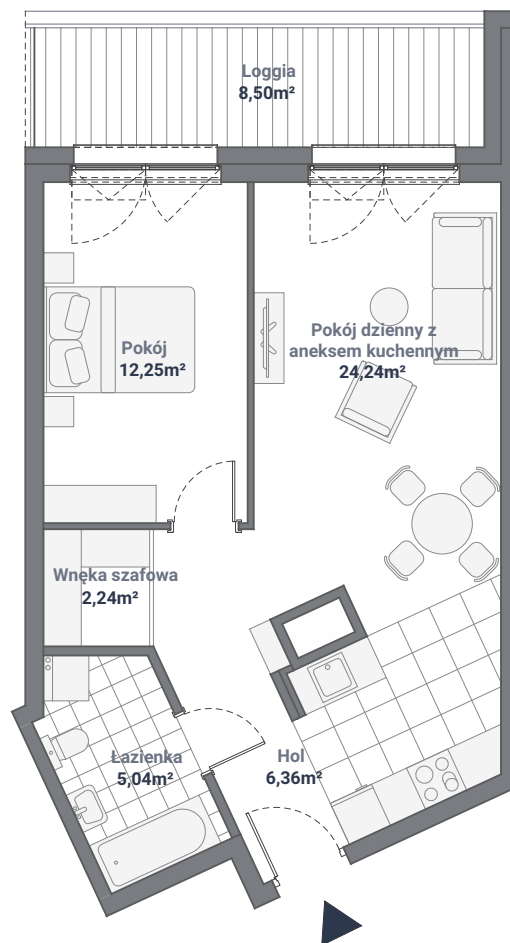 Loggia
8,50m²
Pokój
12,25m²
Pokój dzienny z
aneksem kuchennym
24,24m²
Wnęka szafowa
2,24m²
Łazienka
5,04m²
Hol
6,36m²